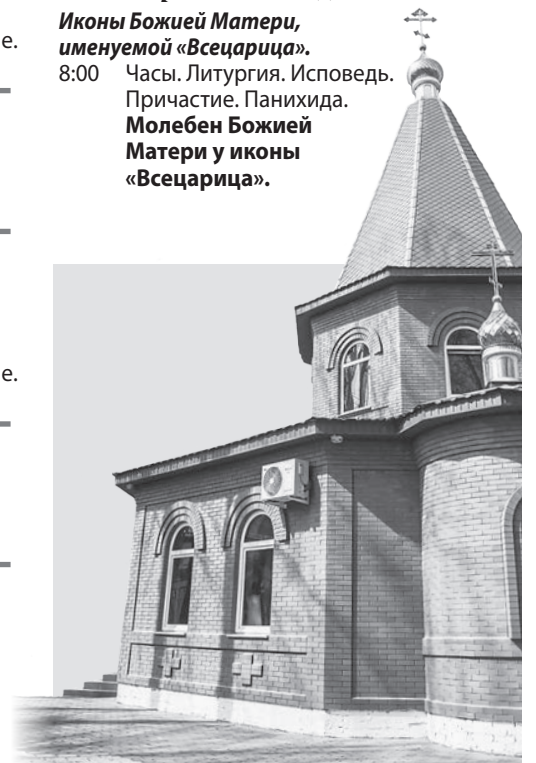 Иконы Божией Матери,
именуемой «Всецарица».
8:00 Часы. Литургия. Исповедь.
Причастие. Панихида.
Молебен Божией
Матери у иконы
«Всецарица».
е.
е.